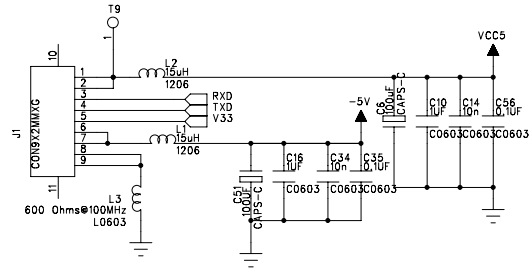 T9
1
VCC5
10
L2
15uH
1206
1
2
3
4
5
6
7
8
9
RXD
TXD
V33
J1
CON9X2MMXG
L1
15uH
1206
-5V
C6
100uF
CAPS-C
C10
1UF
C0603
C14
10n
C0603
C56
0.1UF
C0603
C51
100UF
CAPS-C
C16
1UF
C0603
C34
10n
C0603
C35
0.1UF
C0603
11
L3
600 Ohms@100MHz
L0603